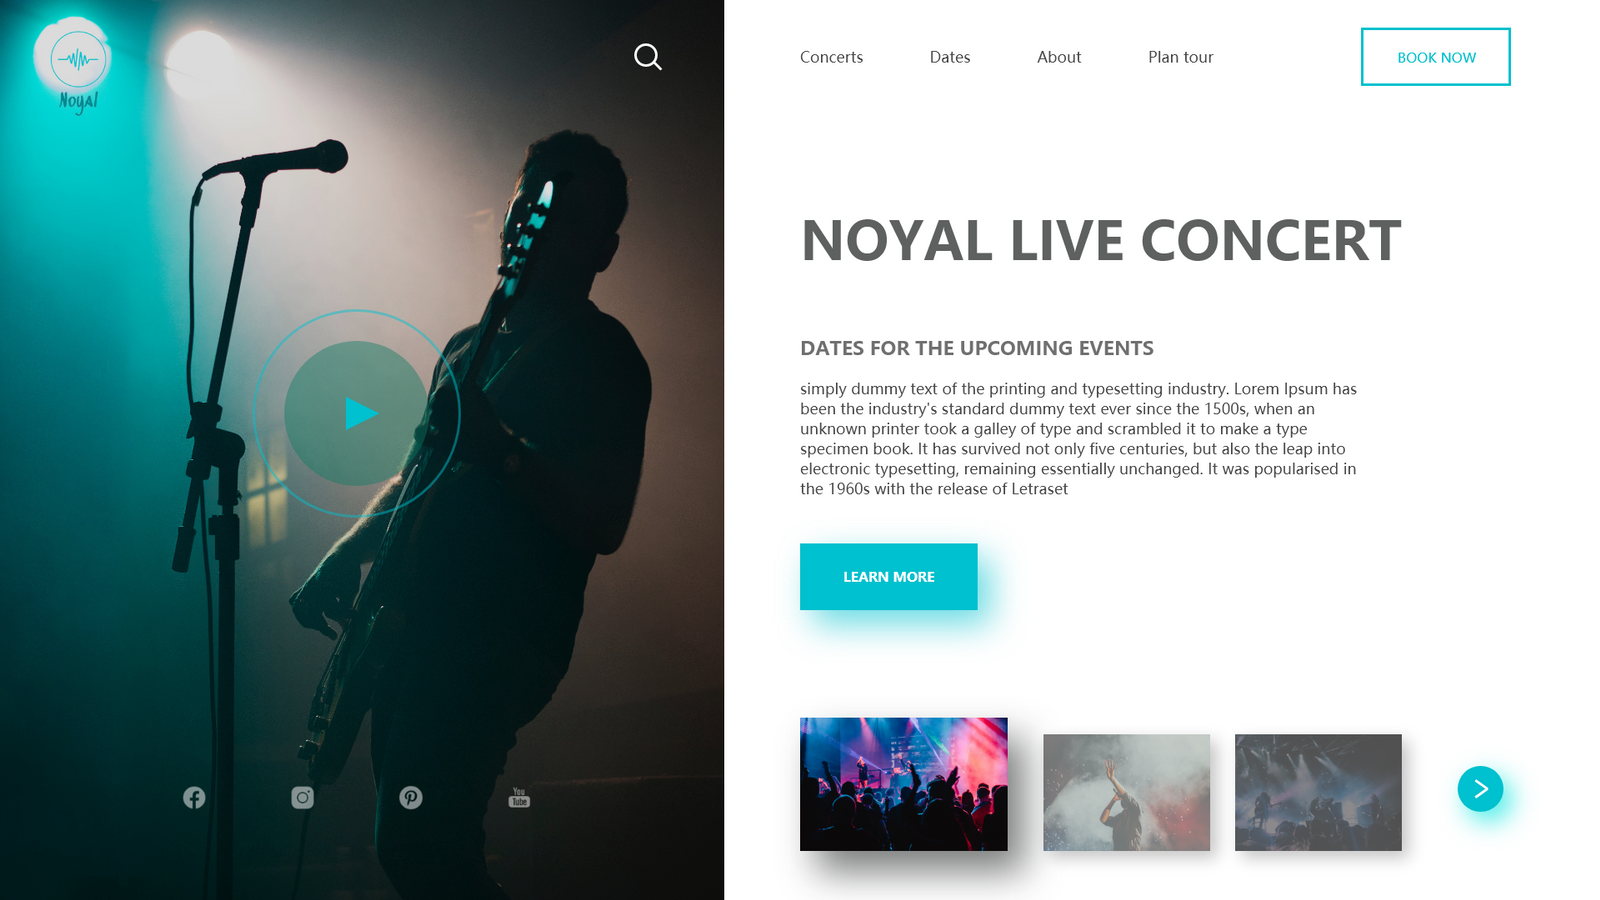 Noyal
Concerts
Dates
About
Plan tour
BOOK NOW
NOYAL LIVE CONCERT
DATES FOR THE UPCOMING EVENTS
simply dummy text of the printing and typesetting industry. Lorem Ipsum has
been the industry's standard dummy text ever since the 1500s, when an
unknown printer took a galley of type and scrambled it to make a type
specimen book. It has survived not only five centuries, but also the leap into
electronic typesetting, remaining essentially unchanged. It was popularised in
the 1960s with the release of Letraset
LEARN MORE
You
Tube